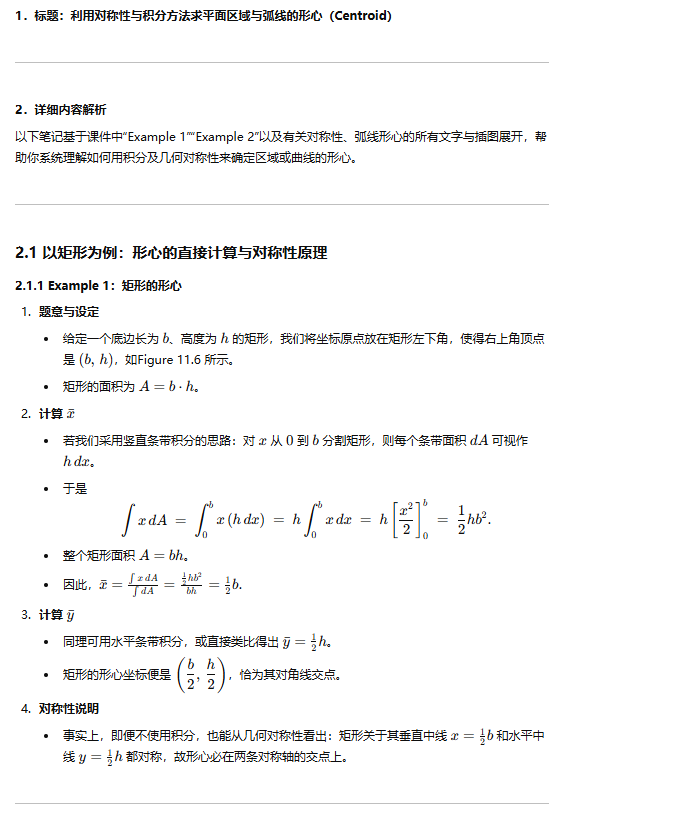 1. 标题：利用对称性与积分方法求平面区域与弧线的形心（Centroid）
2. 详细内容解析
以下笔记基于课件中“Example 1”“Example 2”以及有关对称性、弧线形心的所有文字与插图展开，帮
助你系统理解如何用积分及几何对称性来确定区域或曲线的形心。
2.1 以矩形为例：形心的直接计算与对称性原理
2.1.1 Example 1：矩形的形心
1. 题意与设定
• 给定一个底边长为 b、高度为 h 的矩形，我们将坐标原点放在矩形左下角，使得右上角顶点
是 (b, h)，如Figure 11.6 所示。
• 矩形的面积为 A = b · h。
2. 计算 x̄
• 若我们采用竖直条带积分的思路：对 x 从 0 到 b 分割矩形，则每个条带面积 dA 可视作
h dx。
• 于是
∫ x dA = ∫₀ᵇ x (h dx) = h ∫₀ᵇ x dx = h [x²/2]₀ᵇ = 1/2 hb².
• 整个矩形面积 A = bh。
• 因此，x̄ = ∫ x dA / ∫ dA = (1/2 hb²) / bh = 1/2 b.
3. 计算 ȳ
• 同理可用水平条带积分，或直接类比得出 ȳ = 1/2 h。
• 矩形的形心坐标便是 (b/2, h/2)，恰为其对角线交点。
4. 对称性说明
• 事实上，即便不使用积分，也能从几何对称性看出：矩形关于其垂直中线 x = 1/2 b 和水平中
线 y = 1/2 h 都对称，故形心必在两条对称轴的交点上。